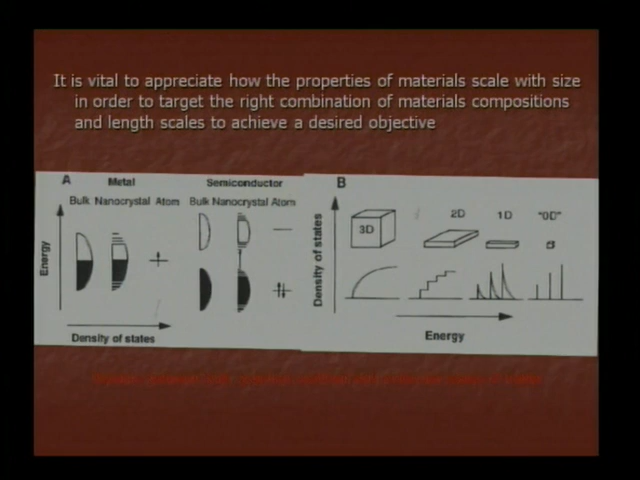 It is vital to appreciate how the properties of materials scale with size
in order to target the right combination of materials compositions
and length scales to achieve a desired objective
A
Metal
Semiconductor
Bulk Nanocrystal Atom
Bulk Nanocrystal Atom
Energy
Density of states
B
3D
2D
1D
"0D"
Density of states
Energy